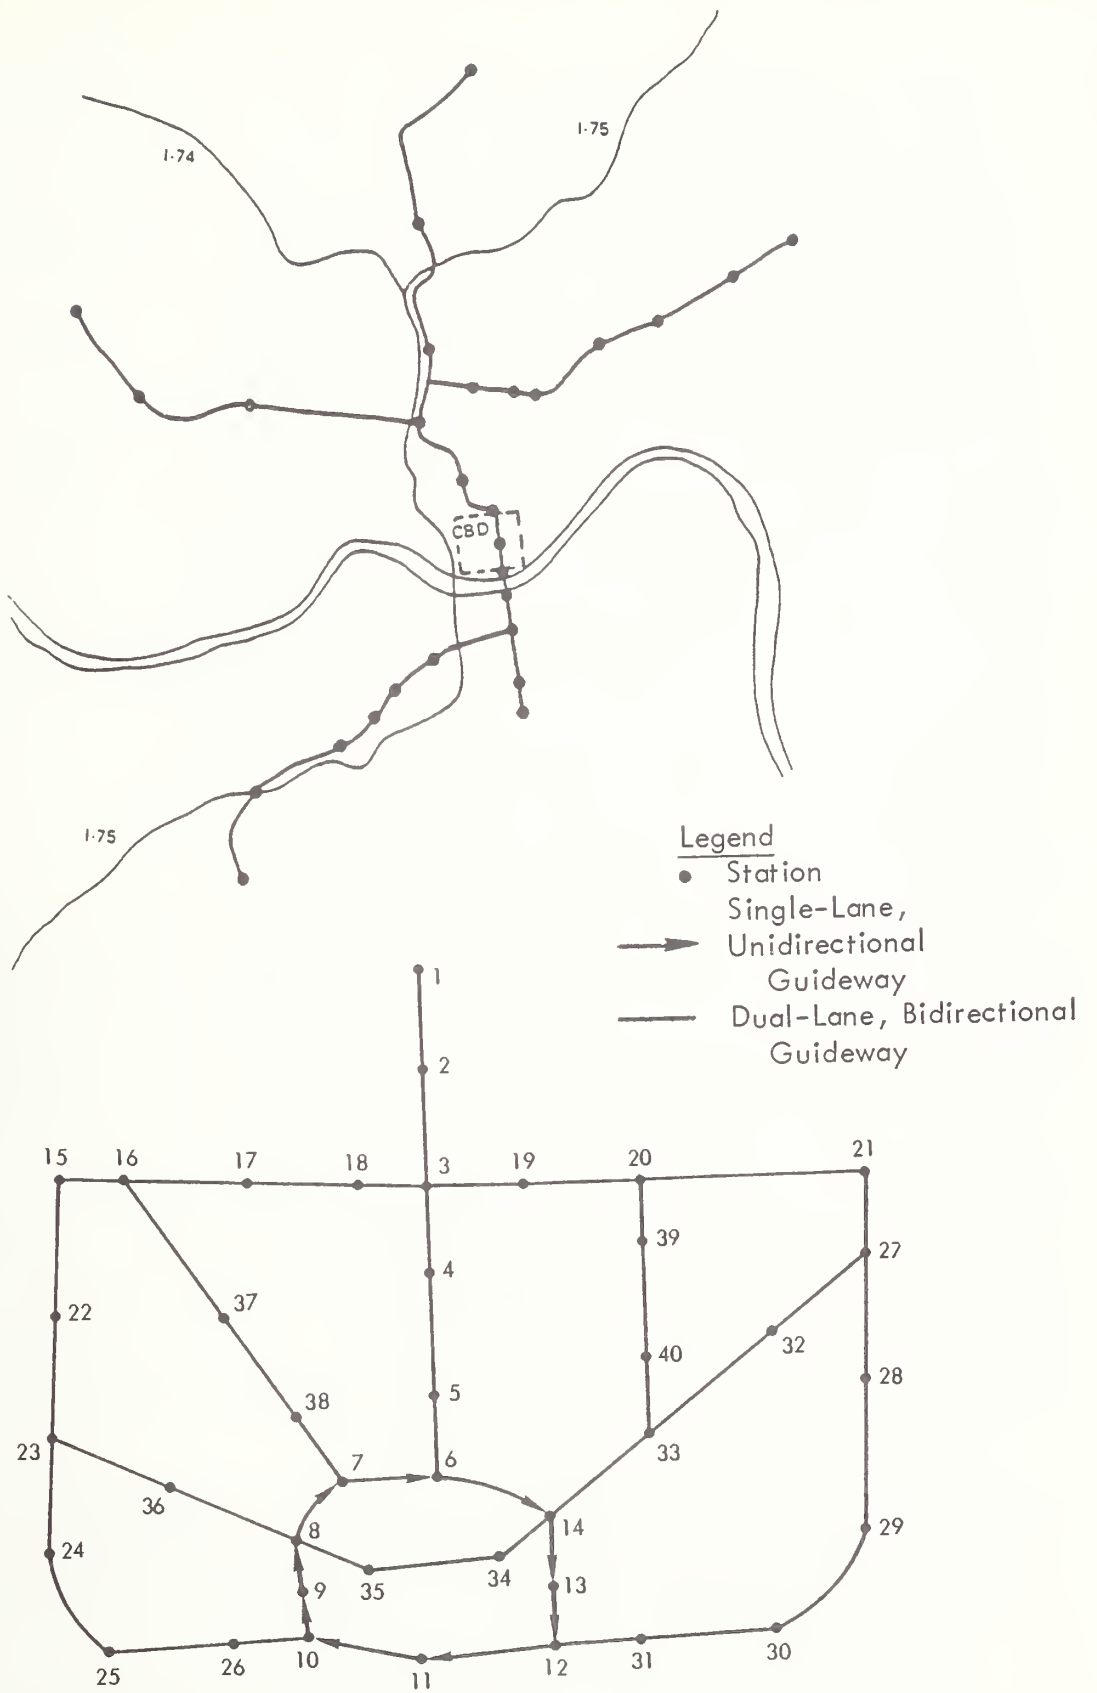 I-74
I-75
CBD
I-75
Legend
Station
Single-Lane,
Unidirectional
Guideway
Dual-Lane, Bidirectional
Guideway
1
2
15 16 17 18 3 19 20 21
39 27
4
22 37 32
40 28
38 5
23 7 6 33
36 8 14 29
24 35 34 13
9
25 26 10 11 12 31 30